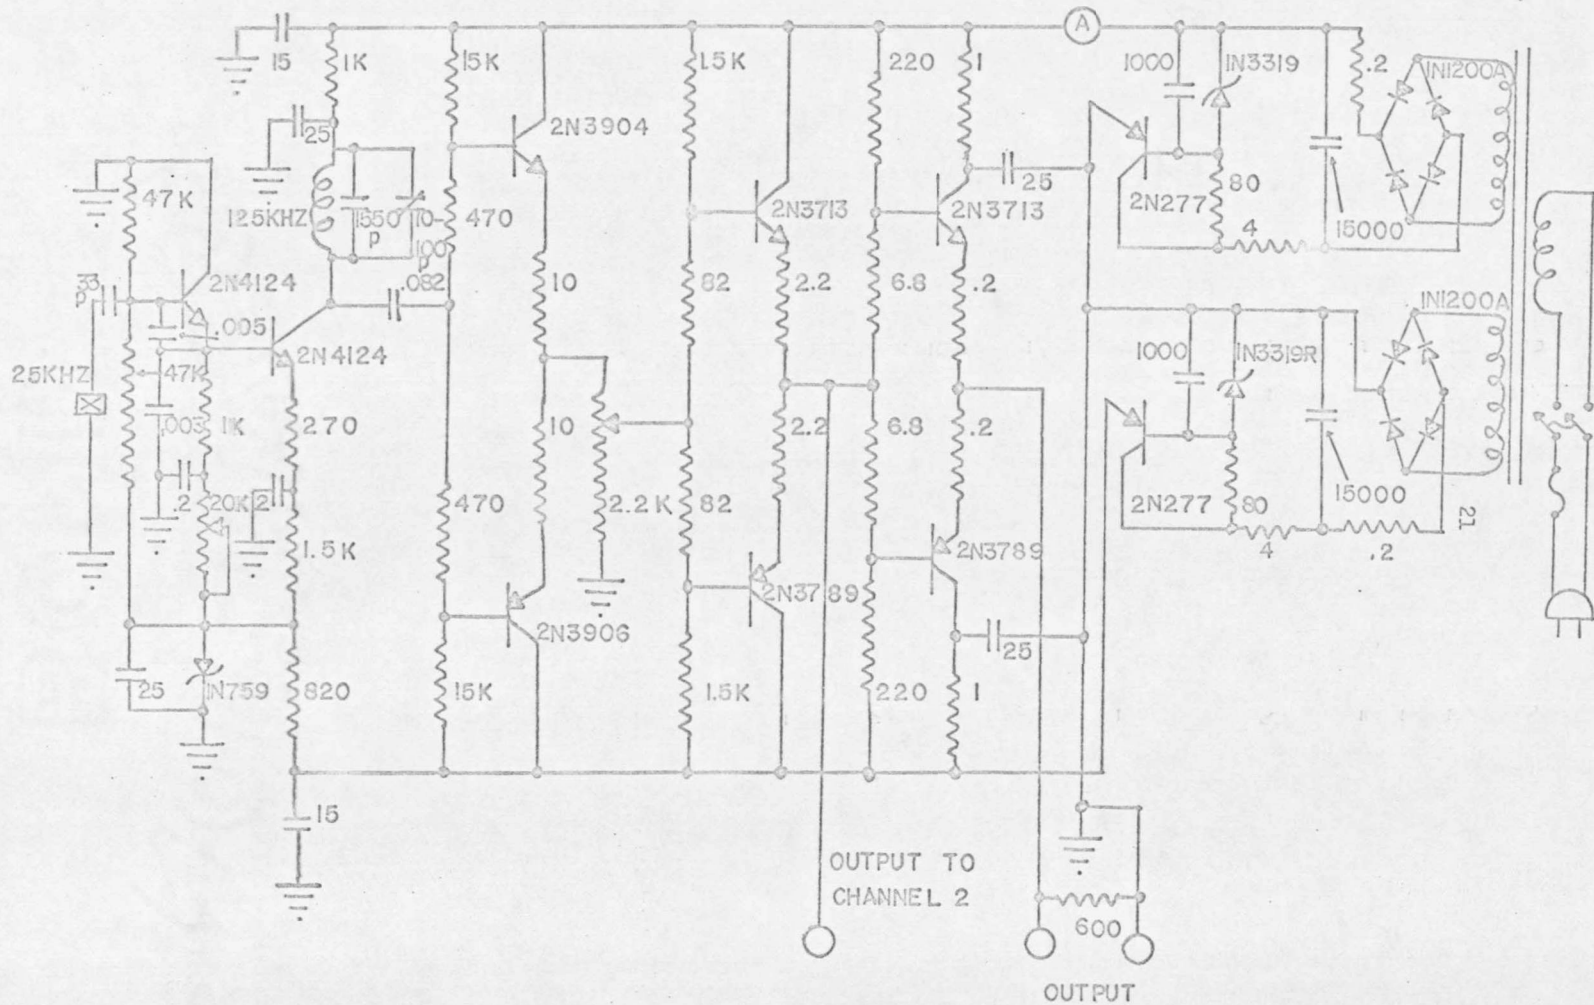 A
15
1K
15K
1.5K
220
1
1000
1N3319
.2
1N1200A
25
2N3904
25
80
2N277
4
15000
47K
125KHZ
1550
P
10-
100
P
470
2N3713
2N3713
33
P
2N4124
.082
10
82
2.2
6.8
.2
1N1200A
.005
2N4124
1000
1N3319R
25KHZ
47K
.003
1K
270
10
2.2
6.8
.2
.2
20K
2
470
2.2K
82
2N277
80
15000
21
4
.2
1.5K
2N3789
2N3789
2N3906
25
25
1N759
820
15K
1.5K
220
1
15
OUTPUT TO
CHANNEL 2
600
OUTPUT